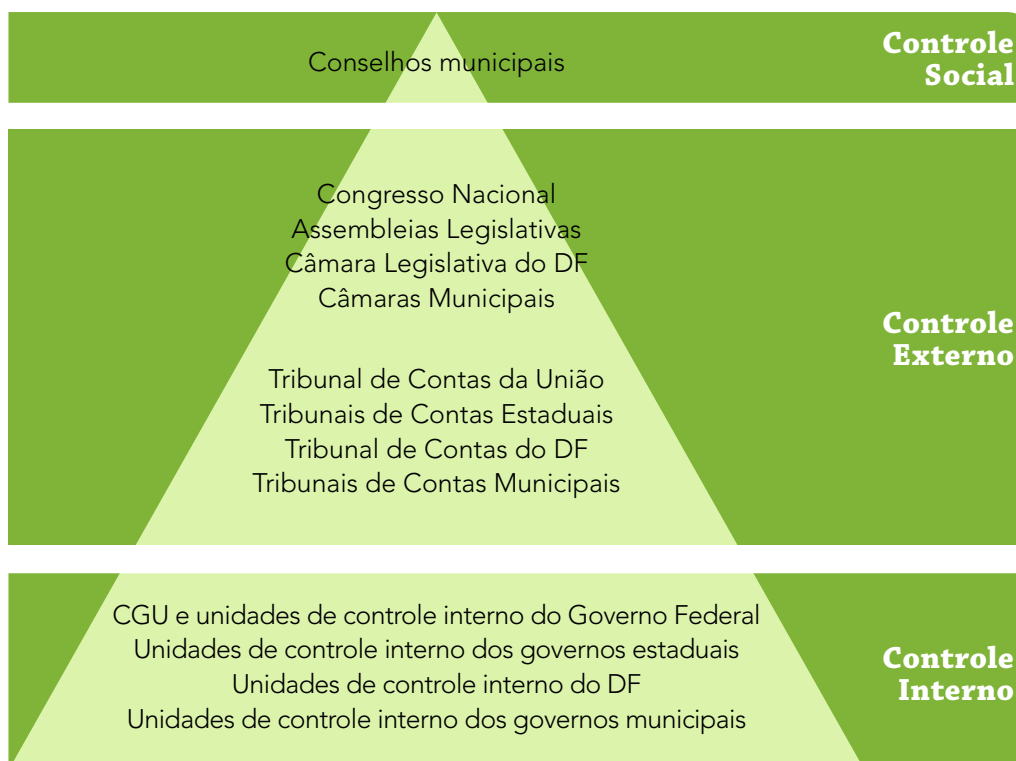 Conselhos municipais
Controle
Social
Congresso Nacional
Assembleias Legislativas
Câmara Legislativa do DF
Câmaras Municipais
Tribunal de Contas da União
Tribunais de Contas Estaduais
Tribunal de Contas do DF
Tribunais de Contas Municipais
Controle
Externo
CGU e unidades de controle interno do Governo Federal
Unidades de controle interno dos governos estaduais
Unidades de controle interno do DF
Unidades de controle interno dos governos municipais
Controle
Interno